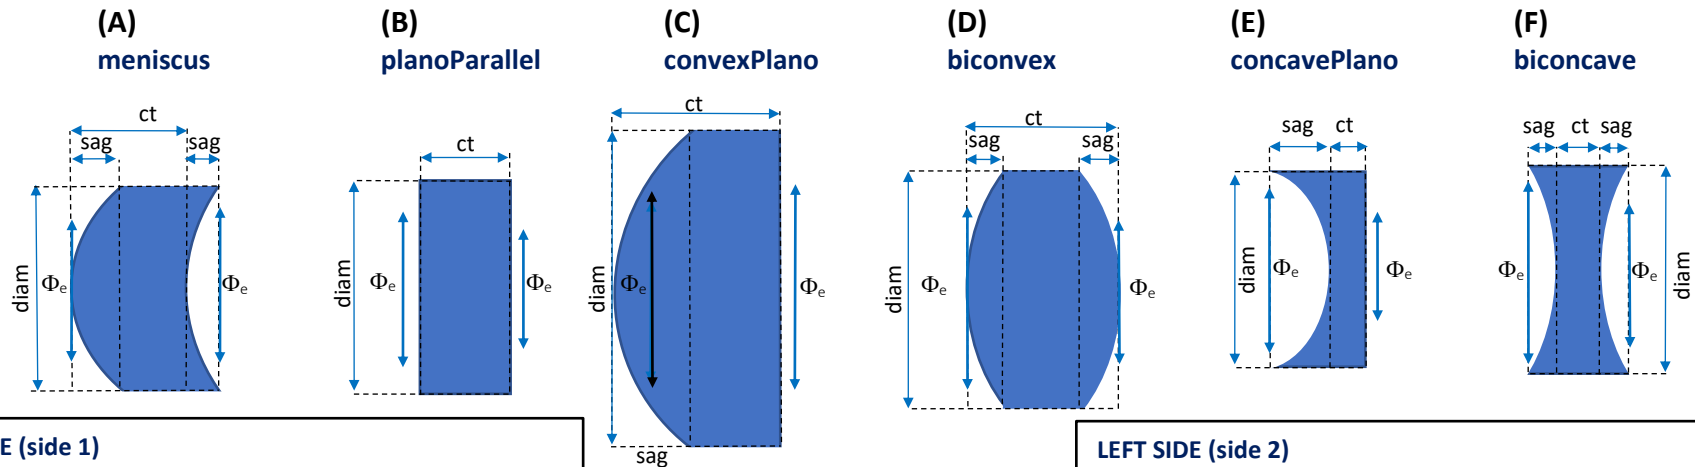 (A)
meniscus
ct
sag
sag
diam
Φe
Φe
(B)
planoParallel
ct
diam
Φe
Φe
(C)
convexPlano
ct
diam
Φe
Φe
sag
(D)
biconvex
ct
sag
sag
diam
Φe
Φe
(E)
concavePlano
sag
ct
diam
Φe
Φe
(F)
biconcave
sag
ct
sag
Φe
Φe
diam
E (side 1)
LEFT SIDE (side 2)